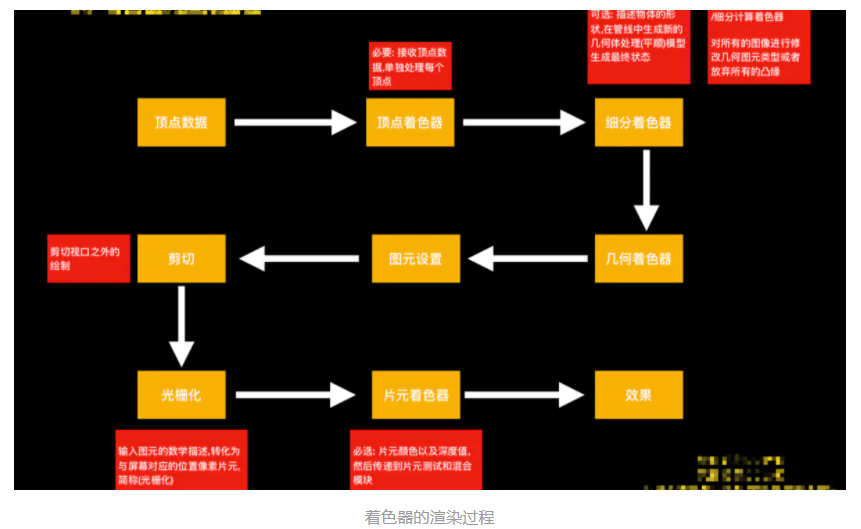 可选: 描述物体的形
状,在管线中生成新的
几何体处理(平顺)模型
生成最终状态
/细分计算着色器
对所有的图像进行修
改几何图元类型或者
放弃所有的凸缘
必要: 接收顶点数
据,单独处理每个
顶点
顶点数据
顶点着色器
细分着色器
剪切视口之外的
绘制
剪切
图元设置
几何着色器
光栅化
片元着色器
效果
输入图元的数学描述,转化为
与屏幕对应的位置像素片元,
简称(光栅化)
必选: 片元颜色以及深度值,
然后传递到片元测试和混合
模块
着色器的渲染过程